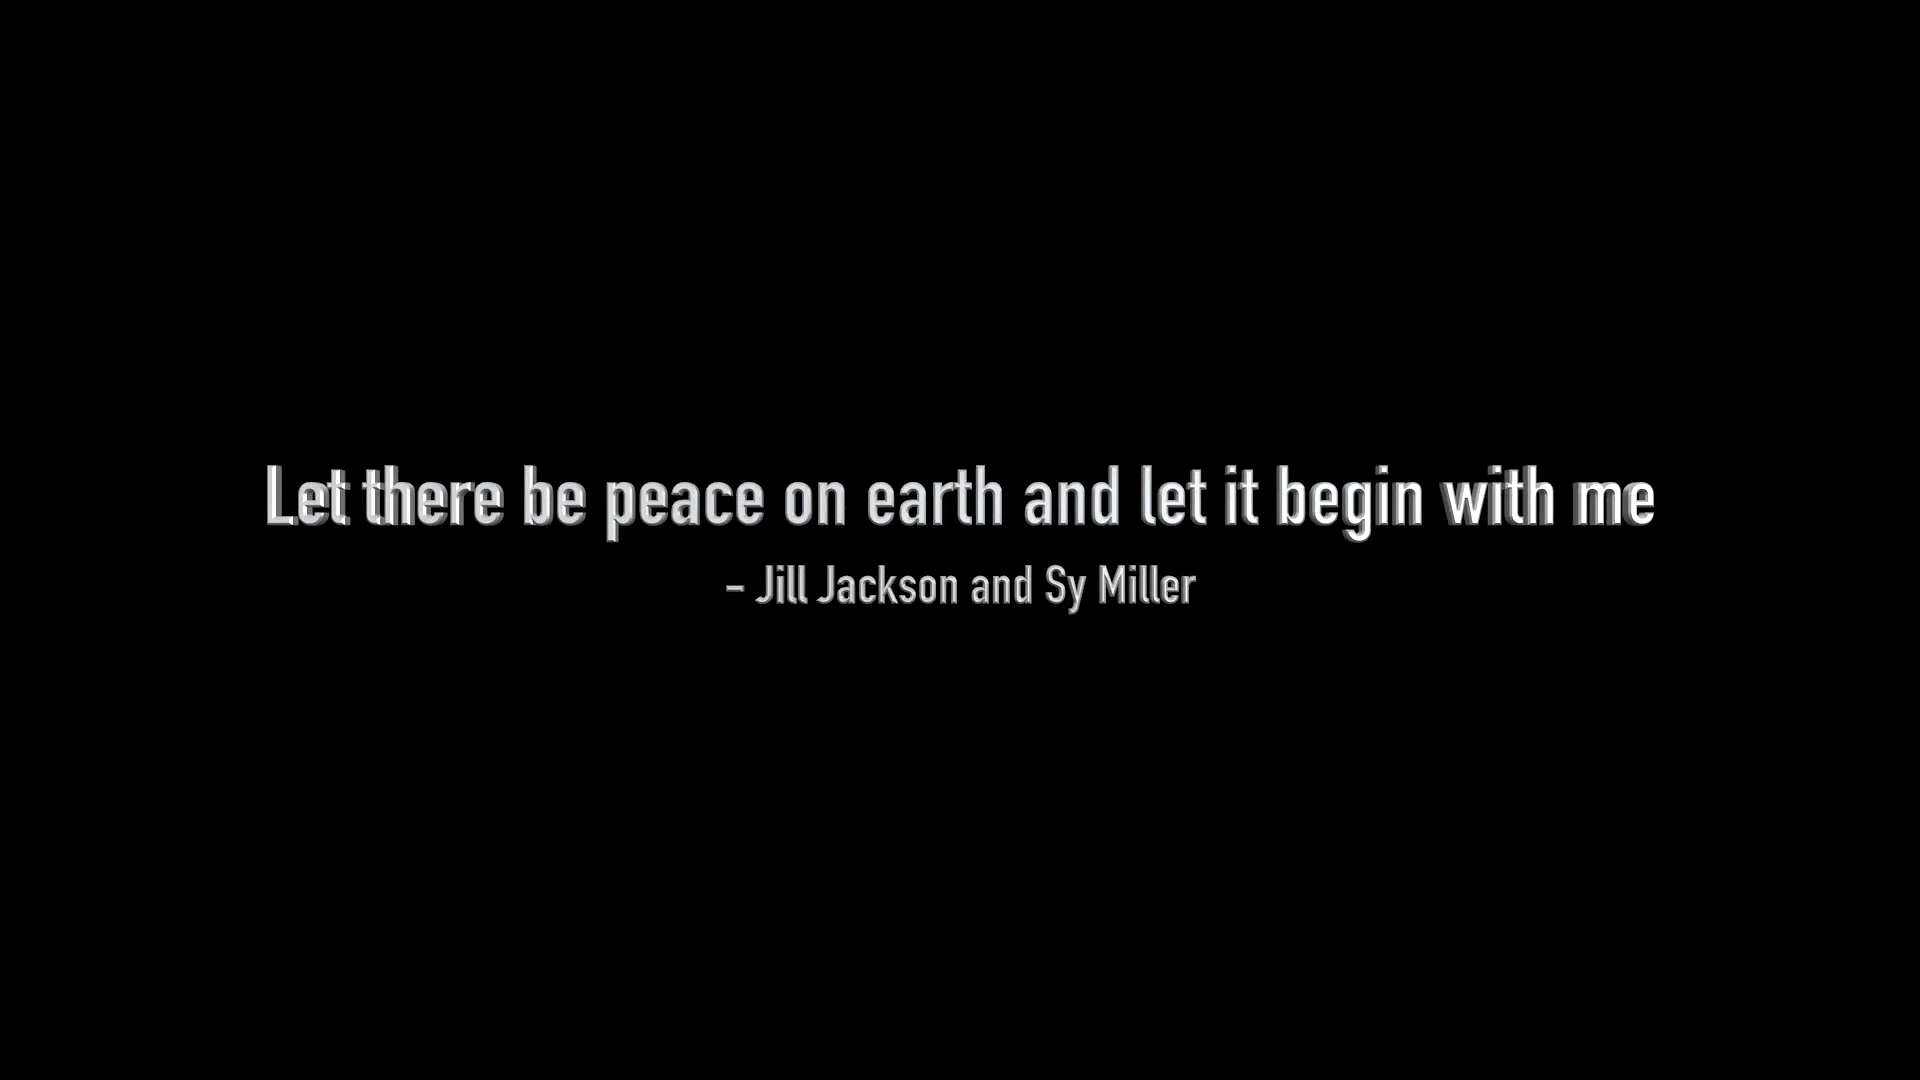 Let there be peace on earth and let it begin with me
– Jill Jackson and Sy Miller